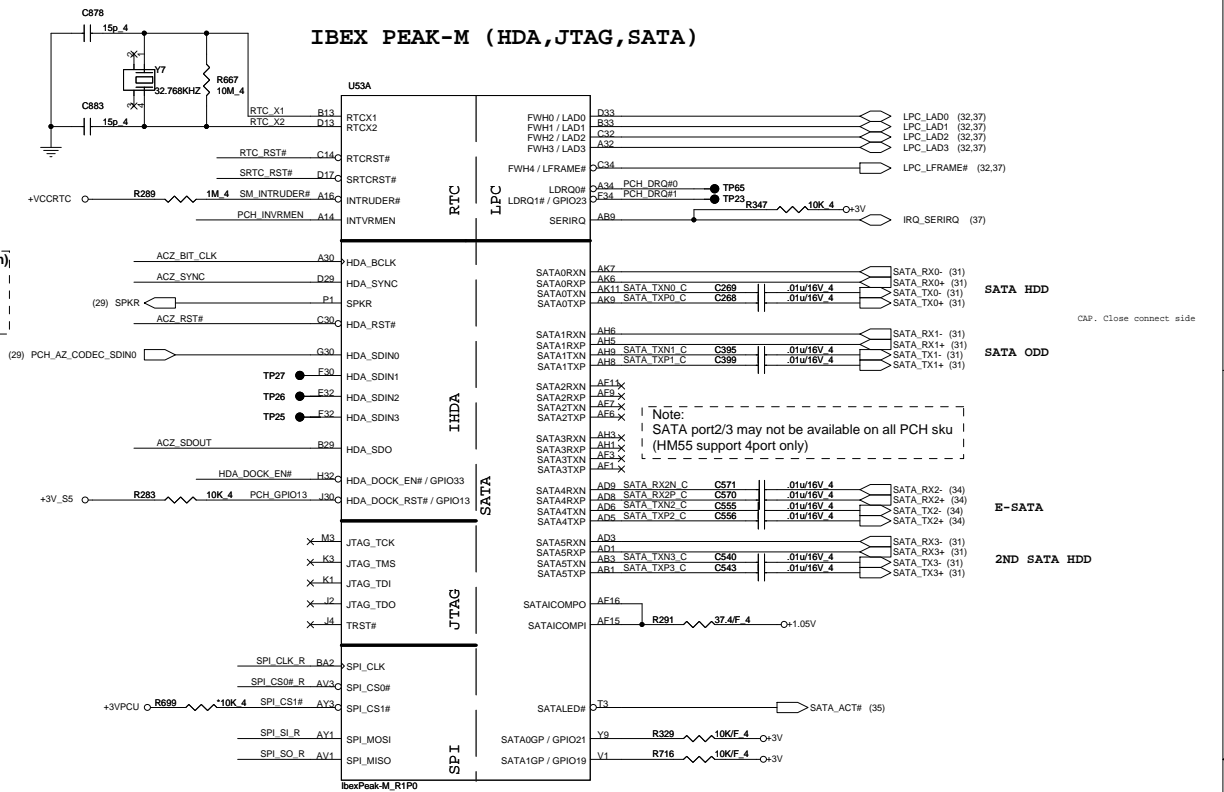 IBEX PEAK-M (HDA,JTAG,SATA)
C878
15p_4
2
1
Y7
32.768KHZ
R667
10M_4
3
4
C883
15p_4
U53A
RTC_X1 B13 RTCX1
RTC_X2 D13 RTCX2
RTC_RST# C14 RTCRST#
SRTC_RST# D17 SRTCRST#
+VCCRTC R289 1M_4 SM_INTRUDER# A16 INTRUDER#
PCH_INVRMEN A14 INTVRMEN
RTC
LPC
FWH0 / LAD0 D33 LPC_LAD0 (32,37)
FWH1 / LAD1 B33 LPC_LAD1 (32,37)
FWH2 / LAD2 C32 LPC_LAD2 (32,37)
FWH3 / LAD3 A32 LPC_LAD3 (32,37)
FWH4 / LFRAME# C34 LPC_LFRAME# (32,37)
LDRQ0# A34 PCH_DRQ#0 TP65
LDRQ1# / GPIO23 F34 PCH_DRQ#1 TP23
R347 10K_4 +3V
SERIRQ AB9 IRQ_SERIRQ (37)
ACZ_BIT_CLK A30 HDA_BCLK
ACZ_SYNC D29 HDA_SYNC
(29) SPKR P1 SPKR
ACZ_RST# C30 HDA_RST#
(29) PCH_AZ_CODEC_SDIN0 G30 HDA_SDIN0
TP27 F30 HDA_SDIN1
TP26 E32 HDA_SDIN2
TP25 F32 HDA_SDIN3
ACZ_SDOUT B29 HDA_SDO
HDA_DOCK_EN# H32 HDA_DOCK_EN# / GPIO33
+3V_S5 R283 10K_4 PCH_GPIO13 J30 HDA_DOCK_RST# / GPIO13
IHDA
SATA
SATA0RXN AK7 SATA_RX0- (31)
SATA0RXP AK6 SATA_RX0+ (31)
SATA0TXN AK11 SATA_TXN0_C C269 .01u/16V_4 SATA_TX0- (31)
SATA0TXP AK9 SATA_TXP0_C C268 .01u/16V_4 SATA_TX0+ (31)
SATA HDD
CAP. Close connect side
SATA1RXN AH6 SATA_RX1- (31)
SATA1RXP AH5 SATA_RX1+ (31)
SATA1TXN AH9 SATA_TXN1_C C395 .01u/16V_4 SATA_TX1- (31)
SATA1TXP AH8 SATA_TXP1_C C399 .01u/16V_4 SATA_TX1+ (31)
SATA ODD
SATA2RXN AF11
SATA2RXP AF9
SATA2TXN AF7
SATA2TXP AF6
SATA3RXN AH3
SATA3RXP AH1
SATA3TXN AF3
SATA3TXP AF1
Note:
SATA port2/3 may not be available on all PCH sku
(HM55 support 4port only)
SATA4RXN AD9 SATA_RX2N_C C571 .01u/16V_4 SATA_RX2- (34)
SATA4RXP AD8 SATA_RX2P_C C570 .01u/16V_4 SATA_RX2+ (34)
SATA4TXN AD6 SATA_TXN2_C C555 .01u/16V_4 SATA_TX2- (34)
SATA4TXP AD5 SATA_TXP2_C C556 .01u/16V_4 SATA_TX2+ (34)
E-SATA
SATA5RXN AD3 SATA_RX3- (31)
SATA5RXP AD1 SATA_RX3+ (31)
SATA5TXN AB3 SATA_TXN3_C C540 .01u/16V_4 SATA_TX3- (31)
SATA5TXP AB1 SATA_TXP3_C C543 .01u/16V_4 SATA_TX3+ (31)
2ND SATA HDD
M3 JTAG_TCK
K3 JTAG_TMS
K1 JTAG_TDI
J2 JTAG_TDO
J4 TRST#
JTAG
SATAICOMPO AF16
SATAICOMPI AF15 R291 37.4/F_4 +1.05V
SPI_CLK_R BA2 SPI_CLK
SPI_CS0#_R AV3 SPI_CS0#
+3VPCU R699 *10K_4 SPI_CS1# AY3 SPI_CS1#
SPI_SI_R AY1 SPI_MOSI
SPI_SO_R AV1 SPI_MISO
SPI
SATALED# T3 SATA_ACT# (35)
SATA0GP / GPIO21 Y9 R329 10K/F_4 +3V
SATA1GP / GPIO19 V1 R716 10K/F_4 +3V
IbexPeak-M_R1P0